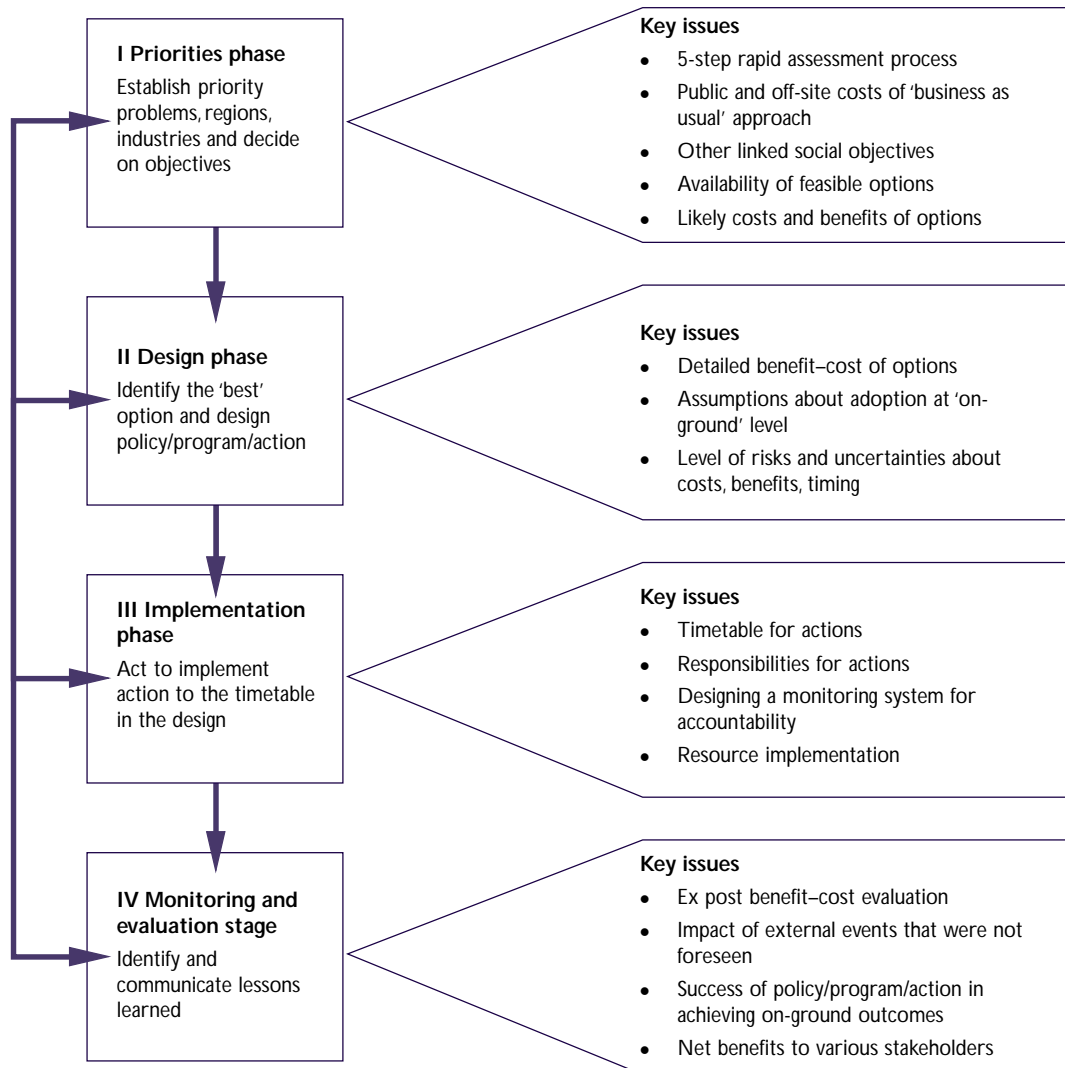 I Priorities phase
Establish priority
problems, regions,
industries and decide
on objectives
Key issues
● 5-step rapid assessment process
● Public and off-site costs of ‘business as
usual’ approach
● Other linked social objectives
● Availability of feasible options
● Likely costs and benefits of options
II Design phase
Identify the ‘best’
option and design
policy/program/action
Key issues
● Detailed benefit–cost of options
● Assumptions about adoption at ‘on-
ground’ level
● Level of risks and uncertainties about
costs, benefits, timing
III Implementation
phase
Act to implement
action to the timetable
in the design
Key issues
● Timetable for actions
● Responsibilities for actions
● Designing a monitoring system for
accountability
● Resource implementation
IV Monitoring and
evaluation stage
Identify and
communicate lessons
learned
Key issues
● Ex post benefit–cost evaluation
● Impact of external events that were not
foreseen
● Success of policy/program/action in
achieving on-ground outcomes
● Net benefits to various stakeholders